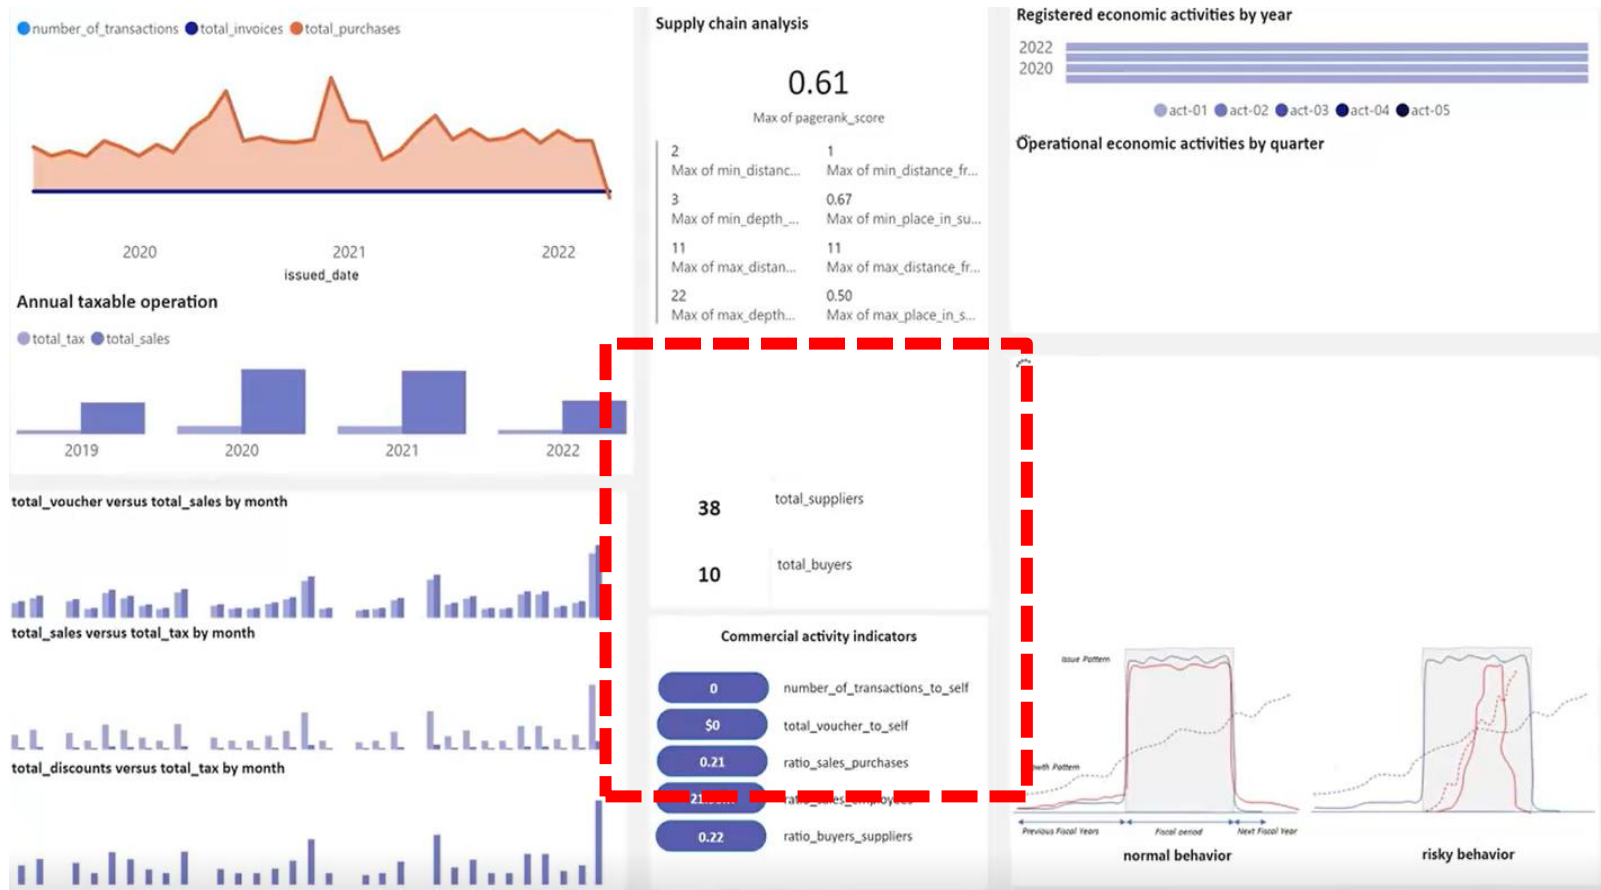 number_of_transactions total_invoices total_purchases
2020 2021 2022
issued_date
Annual taxable operation
total_tax total_sales
2019 2020 2021 2022
total_voucher versus total_sales by month
total_sales versus total_tax by month
total_discounts versus total_tax by month
Supply chain analysis
0.61
Max of pagerank_score
2 1
Max of min_distanc... Max of min_distance_fr...
3 0.67
Max of min_depth_... Max of min_place_in_su...
11 11
Max of max_distan... Max of max_distance_fr...
22 0.50
Max of max_depth... Max of max_place_in_s...
38 total_suppliers
10 total_buyers
Commercial activity indicators
0 number_of_transactions_to_self
$0 total_voucher_to_self
0.21 ratio_sales_purchases
ratio_sales_employees
0.22 ratio_buyers_suppliers
Registered economic activities by year
2022
2020
act-01 act-02 act-03 act-04 act-05
Operational economic activities by quarter
Issue Pattern
Pattern
Previous Fiscal Years Fiscal period Next Fiscal Year
normal behavior risky behavior